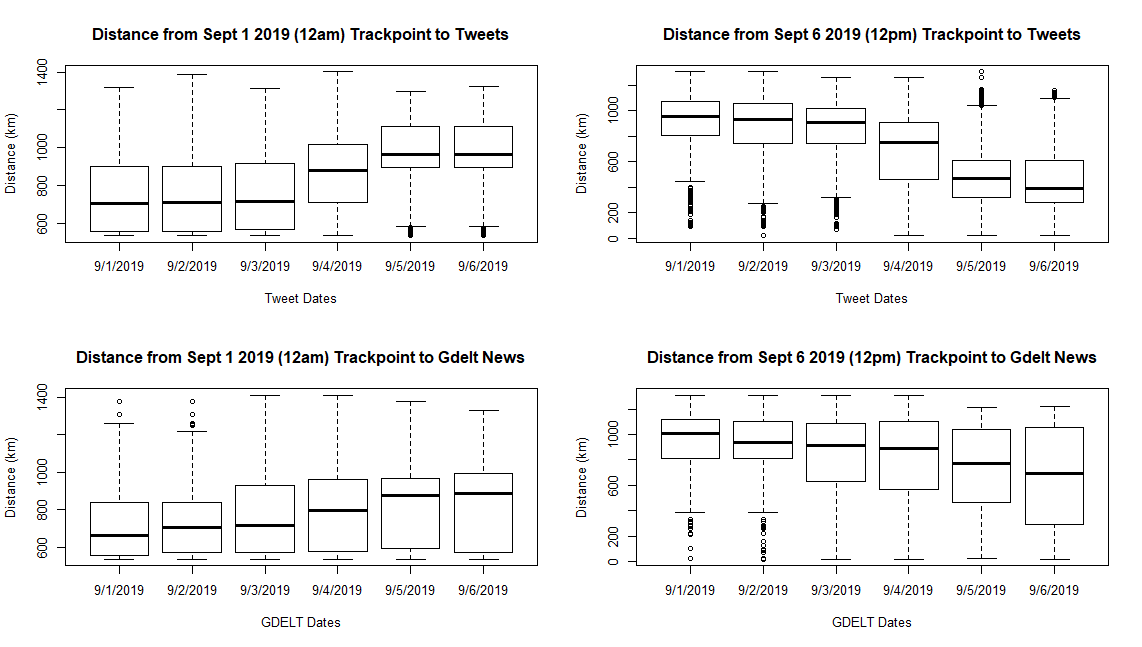 Distance from Sept 1 2019 (12am) Trackpoint to Tweets
Distance (km)
1400
1000
800
600
9/1/2019 9/2/2019 9/3/2019 9/4/2019 9/5/2019 9/6/2019
Tweet Dates
Distance from Sept 6 2019 (12pm) Trackpoint to Tweets
Distance (km)
1000
600
200
0
9/1/2019 9/2/2019 9/3/2019 9/4/2019 9/5/2019 9/6/2019
Tweet Dates
Distance from Sept 1 2019 (12am) Trackpoint to Gdelt News
Distance (km)
1400
1000
800
600
9/1/2019 9/2/2019 9/3/2019 9/4/2019 9/5/2019 9/6/2019
GDELT Dates
Distance from Sept 6 2019 (12pm) Trackpoint to Gdelt News
Distance (km)
1000
600
200
0
9/1/2019 9/2/2019 9/3/2019 9/4/2019 9/5/2019 9/6/2019
GDELT Dates